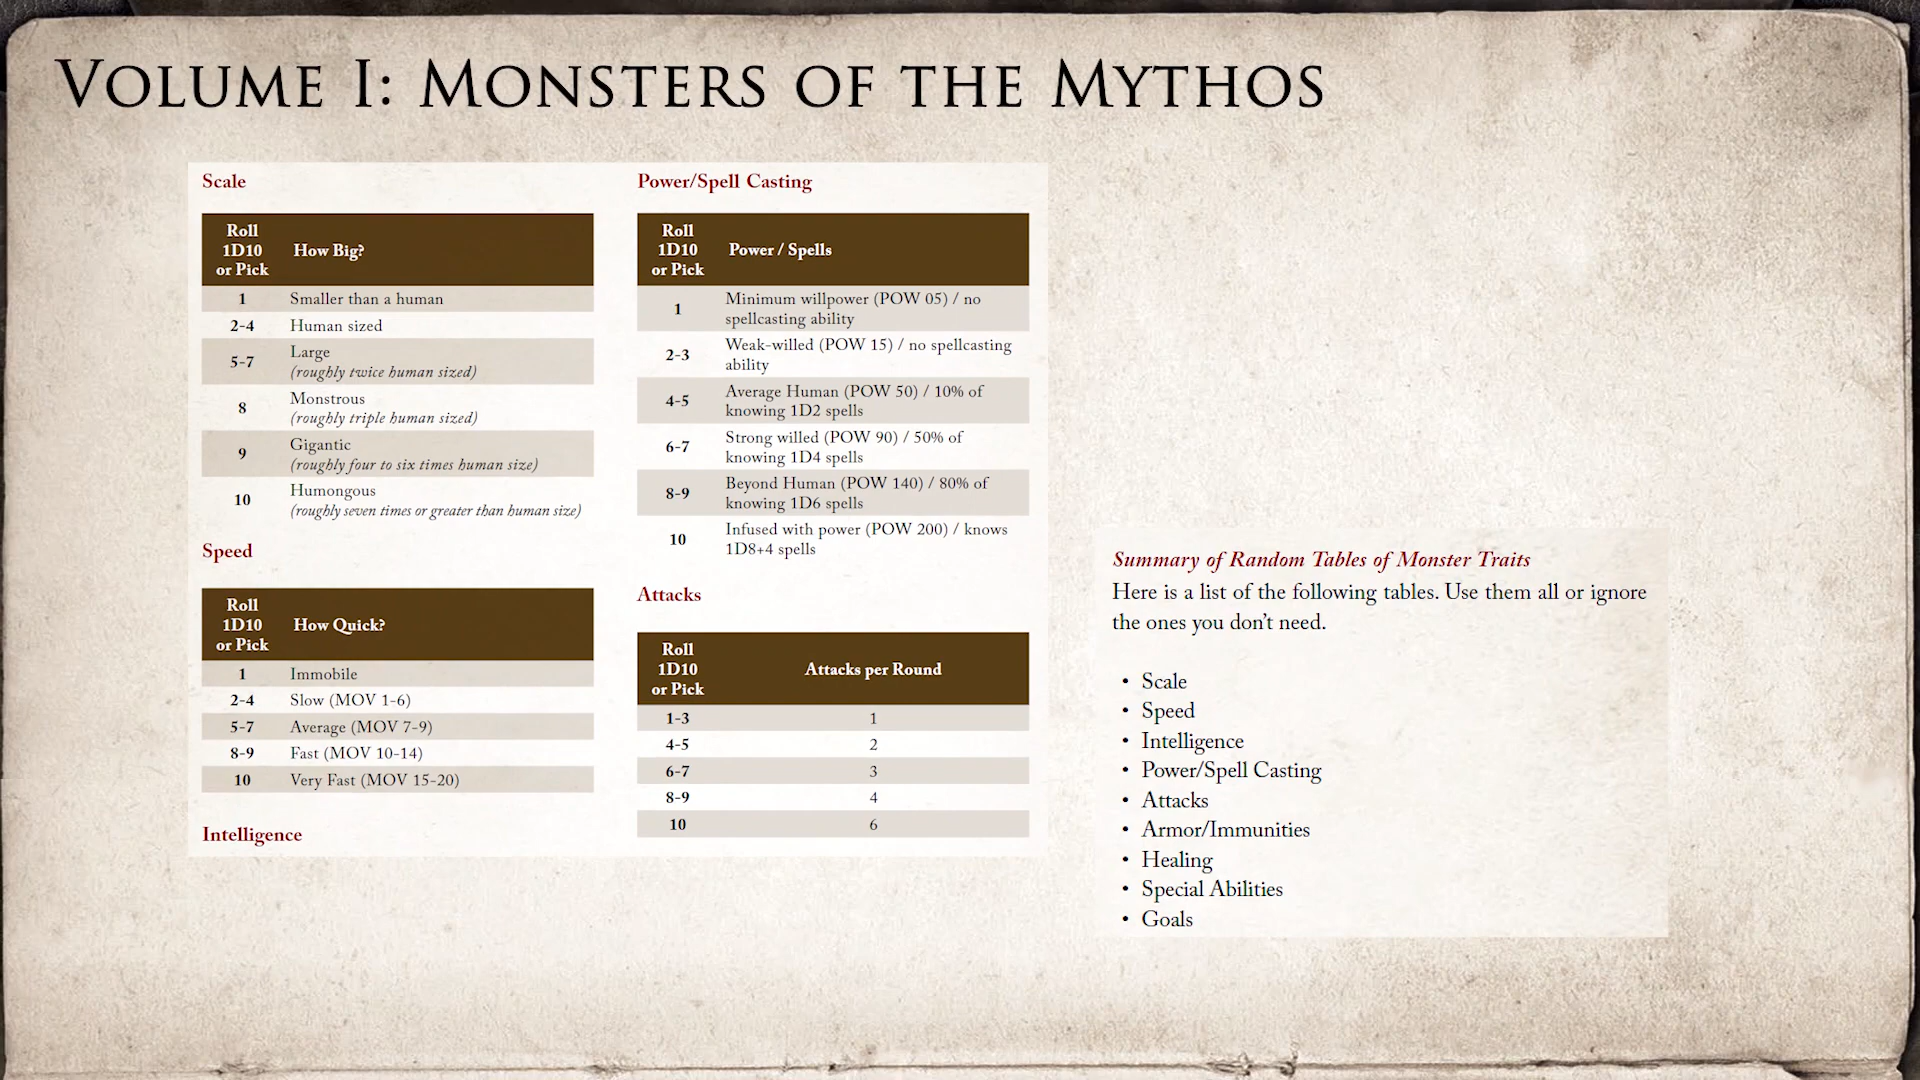 VOLUME I: MONSTERS OF THE MYTHOS
Scale
Roll 1D10 or Pick How Big?
1 Smaller than a human
2-4 Human sized
5-7 Large
(roughly twice human sized)
8 Monstrous
(roughly triple human sized)
9 Gigantic
(roughly four to six times human size)
10 Humongous
(roughly seven times or greater than human size)
Speed
Roll 1D10 or Pick How Quick?
1 Immobile
2-4 Slow (MOV 1-6)
5-7 Average (MOV 7-9)
8-9 Fast (MOV 10-14)
10 Very Fast (MOV 15-20)
Intelligence
Power/Spell Casting
Roll 1D10 or Pick Power / Spells
1 Minimum willpower (POW 05) / no
spellcasting ability
2-3 Weak-willed (POW 15) / no spellcasting
ability
4-5 Average Human (POW 50) / 10% of
knowing 1D2 spells
6-7 Strong willed (POW 90) / 50% of
knowing 1D4 spells
8-9 Beyond Human (POW 140) / 80% of
knowing 1D6 spells
10 Infused with power (POW 200) / knows
1D8+4 spells
Attacks
Roll 1D10 or Pick Attacks per Round
1-3 1
4-5 2
6-7 3
8-9 4
10 6
Summary of Random Tables of Monster Traits
Here is a list of the following tables. Use them all or ignore
the ones you don't need.
• Scale
• Speed
• Intelligence
• Power/Spell Casting
• Attacks
• Armor/Immunities
• Healing
• Special Abilities
• Goals